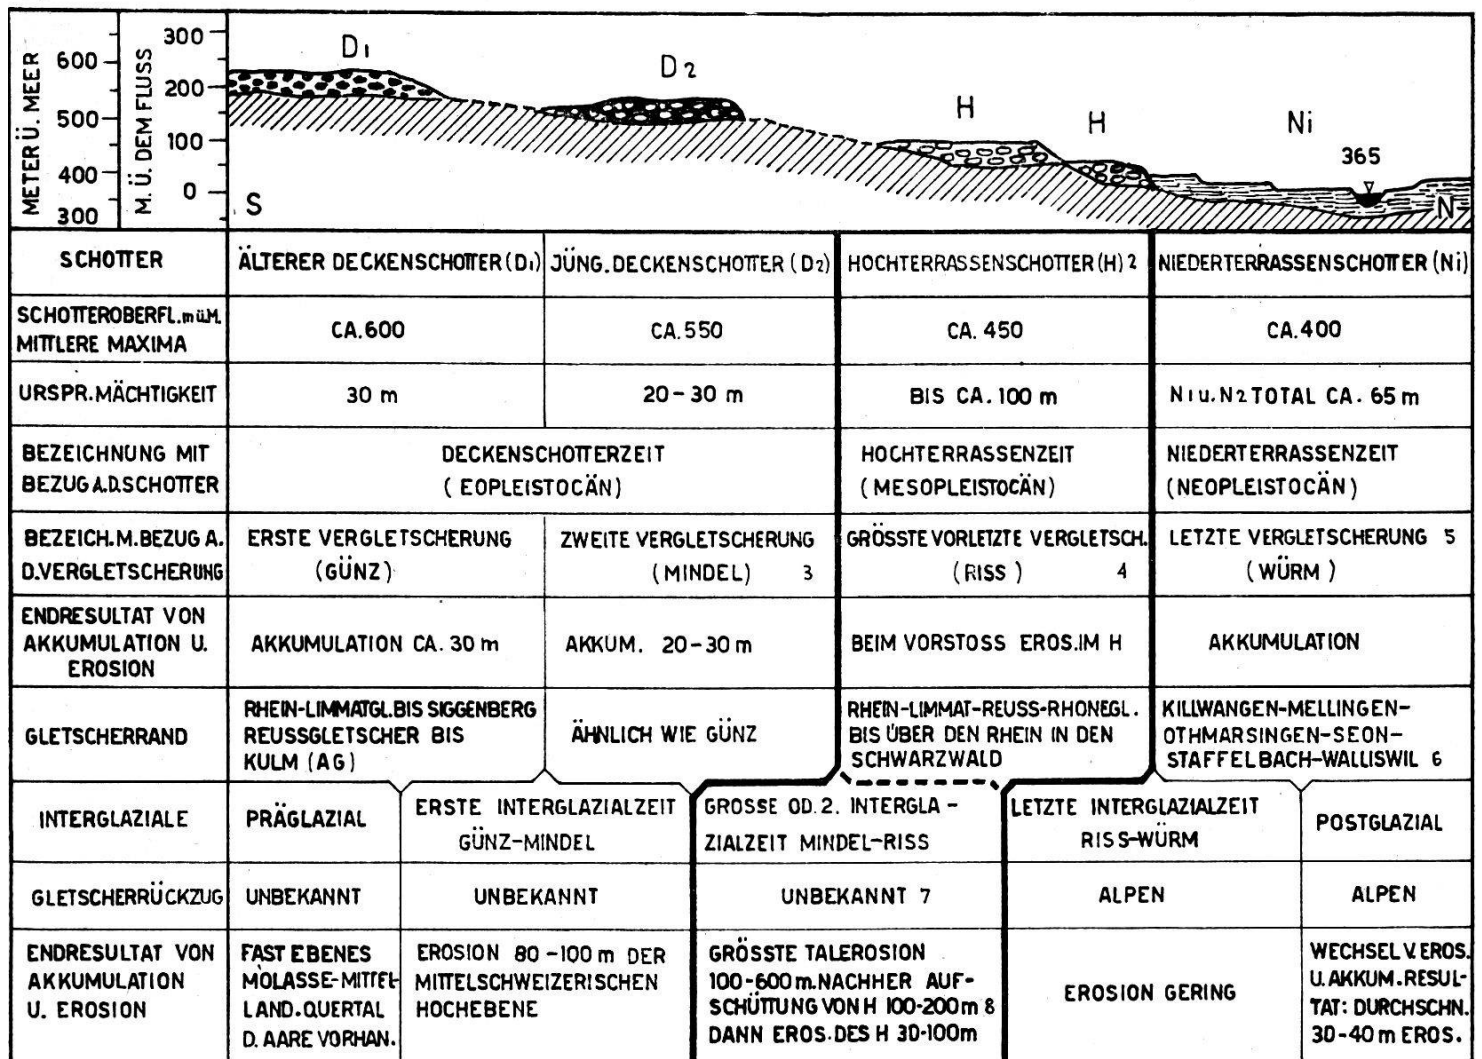 METER Ü. MEER
600
500
400
300
M. Ü. DEM FLUSS
300
200
100
0
D1
D2
H
H
Ni
365
S
N
SCHOTTER
ÄLTERER DECKENSCHOTTER (D1)
JÜNG. DECKENSCHOTTER (D2)
HOCHTERRASSENSCHOTTER (H) 2
NIEDERTERRASSENSCHOTTER (Ni)
SCHOTTEROBERFL. m ü.M.
MITTLERE MAXIMA
CA. 600
CA. 550
CA. 450
CA. 400
URSPR. MÄCHTIGKEIT
30 m
20-30 m
BIS CA. 100 m
N1 u. N2 TOTAL CA. 65 m
BEZEICHNUNG MIT
BEZUG A.D. SCHOTTER
DECKENSCHOTTERZEIT
( EOPLEISTOCÄN)
HOCHTERRASSENZEIT
( MESOPLEISTOCÄN)
NIEDERTERRASSENZEIT
(NEOPLEISTOCÄN)
BEZEICH. M. BEZUG A.
D. VERGLETSCHERUNG
ERSTE VERGLETSCHERUNG
(GÜNZ)
ZWEITE VERGLETSCHERUNG
(MINDEL) 3
GRÖSSTE VORLETZTE VERGLETSCH.
(RISS ) 4
LETZTE VERGLETSCHERUNG 5
( WÜRM )
ENDRESULTAT VON
AKKUMULATION U.
EROSION
AKKUMULATION CA. 30 m
AKKUM. 20-30 m
BEIM VORSTOSS EROS. IM H
AKKUMULATION
GLETSCHERRAND
RHEIN-LIMMATGL. BIS SIGGENBERG
REUSSGLETSCHER BIS
KULM (AG)
ÄHNLICH WIE GÜNZ
RHEIN-LIMMAT-REUSS-RHONEGL.
BIS ÜBER DEN RHEIN IN DEN
SCHWARZWALD
KILLWANGEN-MELLINGEN-
OTHMARSINGEN-SEON-
STAFFELBACH-WALLISWIL 6
INTERGLAZIALE
PRÄGLAZIAL
ERSTE INTERGLAZIALZEIT
GÜNZ-MINDEL
GROSSE OD. 2. INTERGLA-
ZIALZEIT MINDEL-RISS
LETZTE INTERGLAZIALZEIT
RISS-WÜRM
POSTGLAZIAL
GLETSCHERRÜCKZUG
UNBEKANNT
UNBEKANNT
UNBEKANNT 7
ALPEN
ALPEN
ENDRESULTAT VON
AKKUMULATION
U. EROSION
FAST EBENES
MOLASSE-MITTEL-
LAND. QUERTAL
D. AARE VORHAN.
EROSION 80-100 m DER
MITTELSCHWEIZERISCHEN
HOCHEBENE
GRÖSSTE TALEROSION
100-600 m. NACHHER AUF-
SCHÜTTUNG VON H 100-200 m 8
DANN EROS. DES H 30-100 m
EROSION GERING
WECHSEL V. EROS.
U. AKKUM. RESUL-
TAT: DURCHSCHN.
30-40 m EROS.